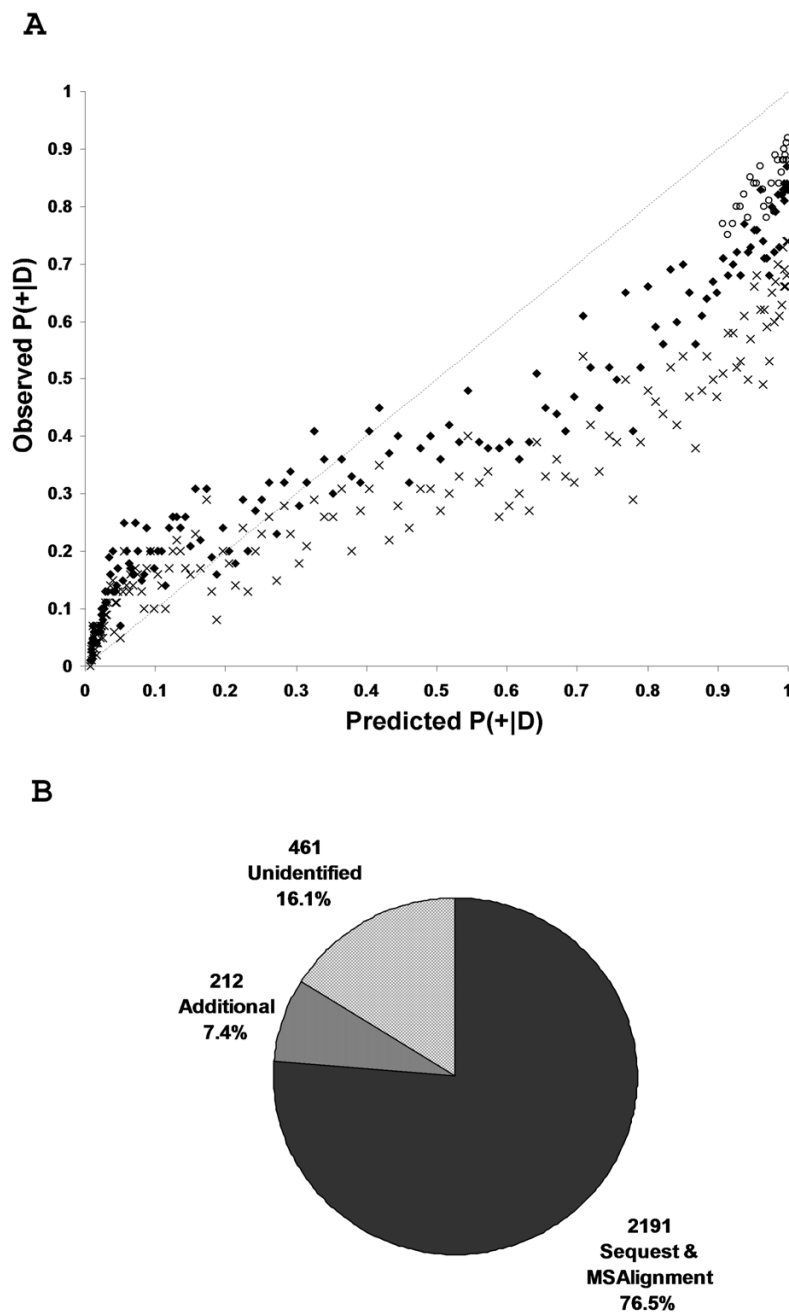 A
1
0.9
0.8
0.7
0.6
0.5
0.4
0.3
0.2
0.1
0
Observed P(+|D)
0 0.1 0.2 0.3 0.4 0.5 0.6 0.7 0.8 0.9 1
Predicted P(+|D)
B
461
Unidentified
16.1%
212
Additional
7.4%
2191
Sequest &
MSAlignment
76.5%